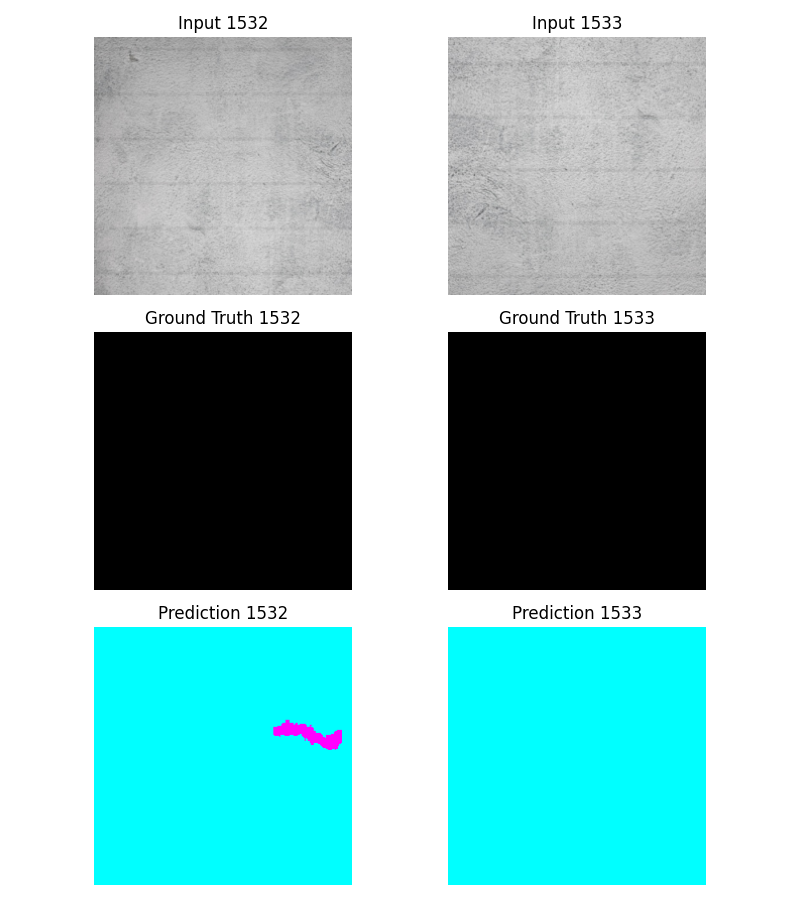 Input 1532
Input 1533
Ground Truth 1532
Ground Truth 1533
Prediction 1532
Prediction 1533